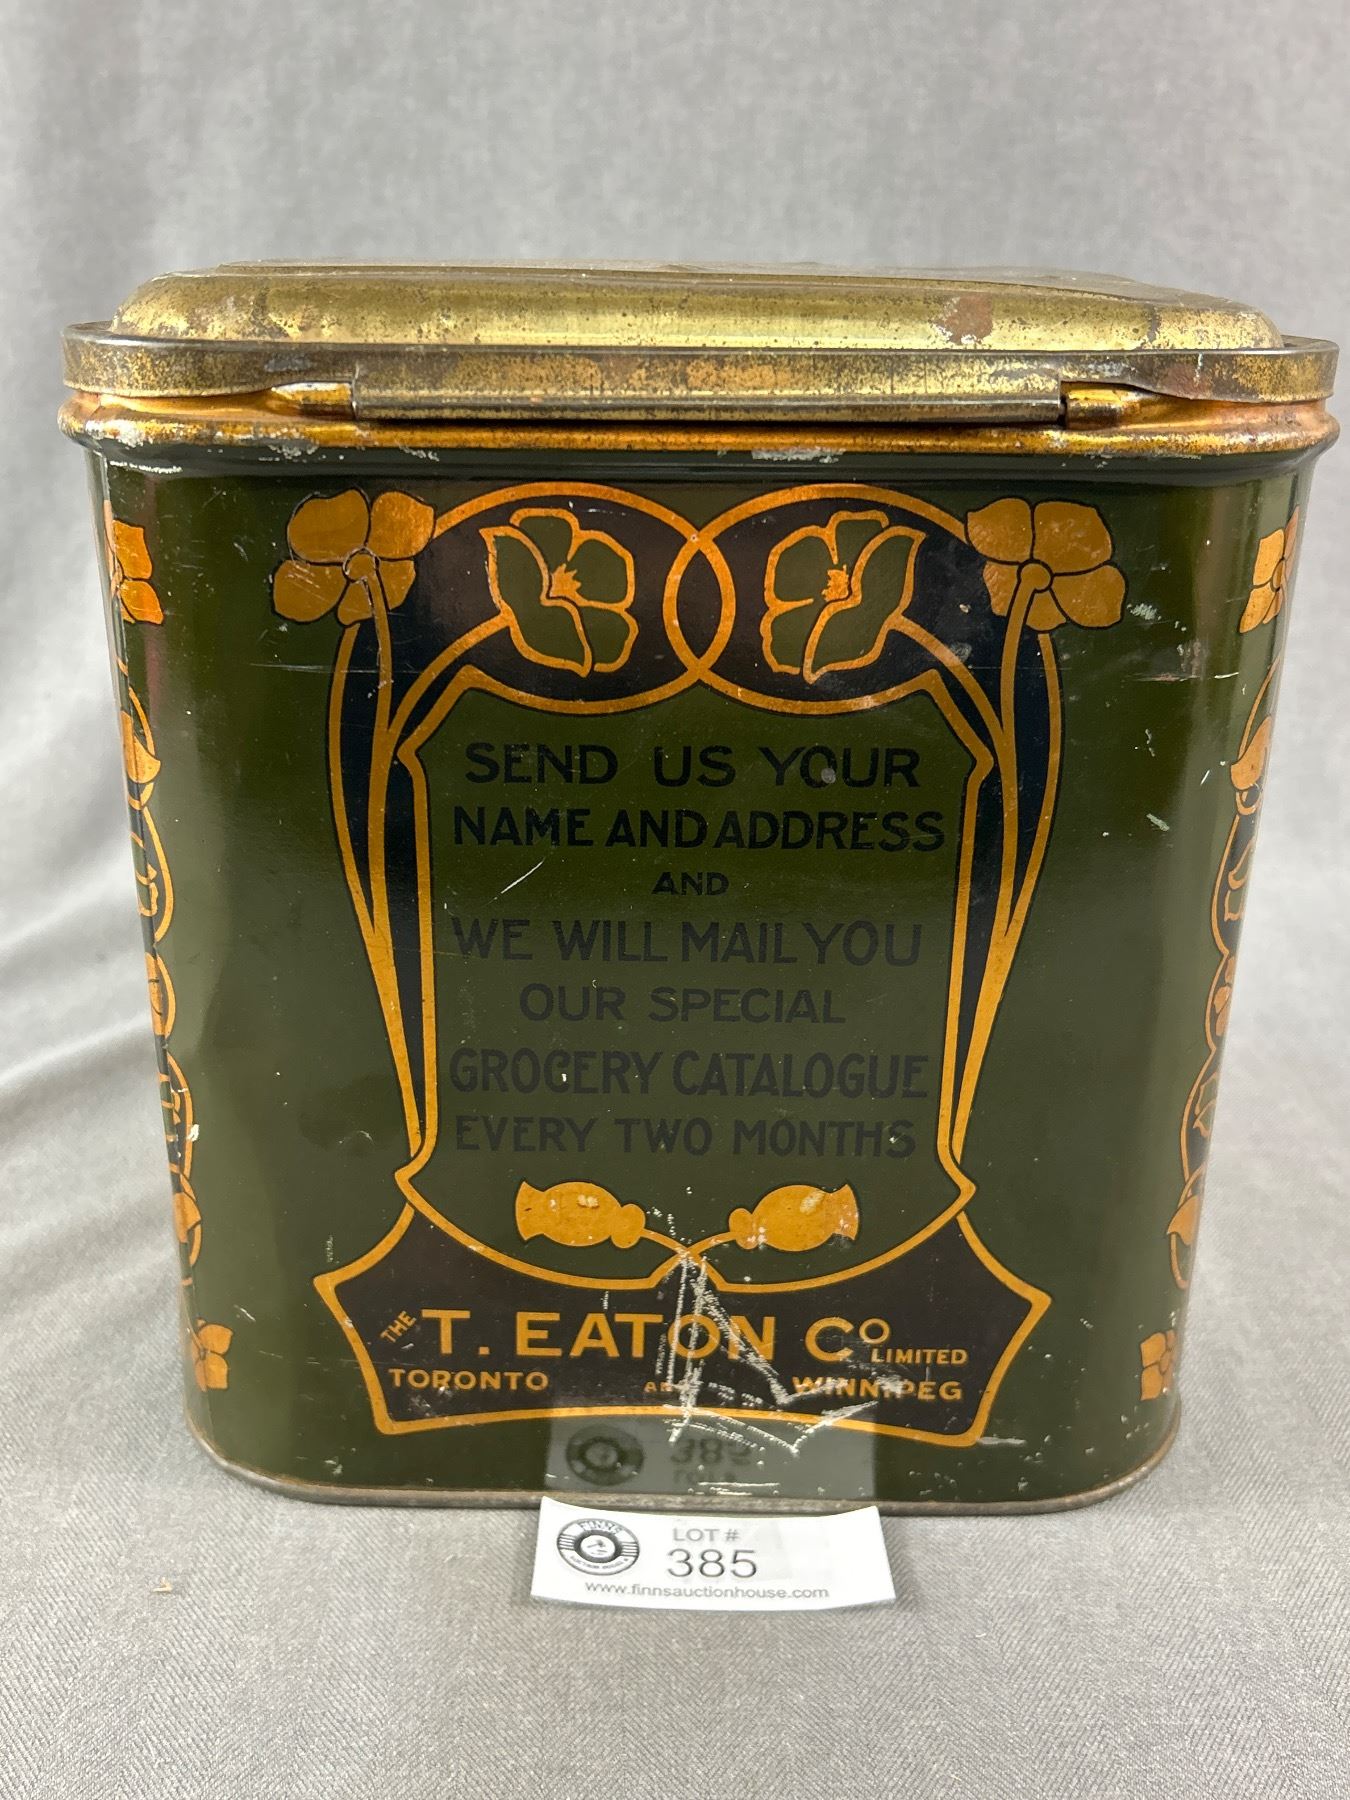 SEND US YOUR
NAME AND ADDRESS
AND
WE WILL MAIL YOU
OUR SPECIAL
GROCERY CATALOGUE
EVERY TWO MONTHS
THE T. EATON Co LIMITED
TORONTO AND WINNIPEG
LOT #
385
www.finnsauctionhouse.com